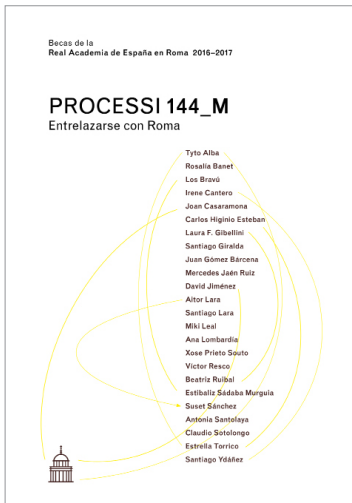 Becas de la
Real Academia de España en Roma 2016–2017
PROCESSI 144_M
Entrelazarse con Roma
Tyto Alba
Rosalía Banet
Los Bravú
Irene Cantero
Joan Casaramona
Carlos Higinio Esteban
Laura F. Gibellini
Santiago Giralda
Juan Gómez Bárcena
Mercedes Jaén Ruiz
David Jiménez
Aitor Lara
Santiago Lara
Miki Leal
Ana Lombardía
Xose Prieto Souto
Víctor Resco
Beatriz Ruibal
Estíbaliz Sádaba Murguía
Suset Sánchez
Antonia Santolaya
Claudio Sotolongo
Estrella Torrico
Santiago Ydáñez